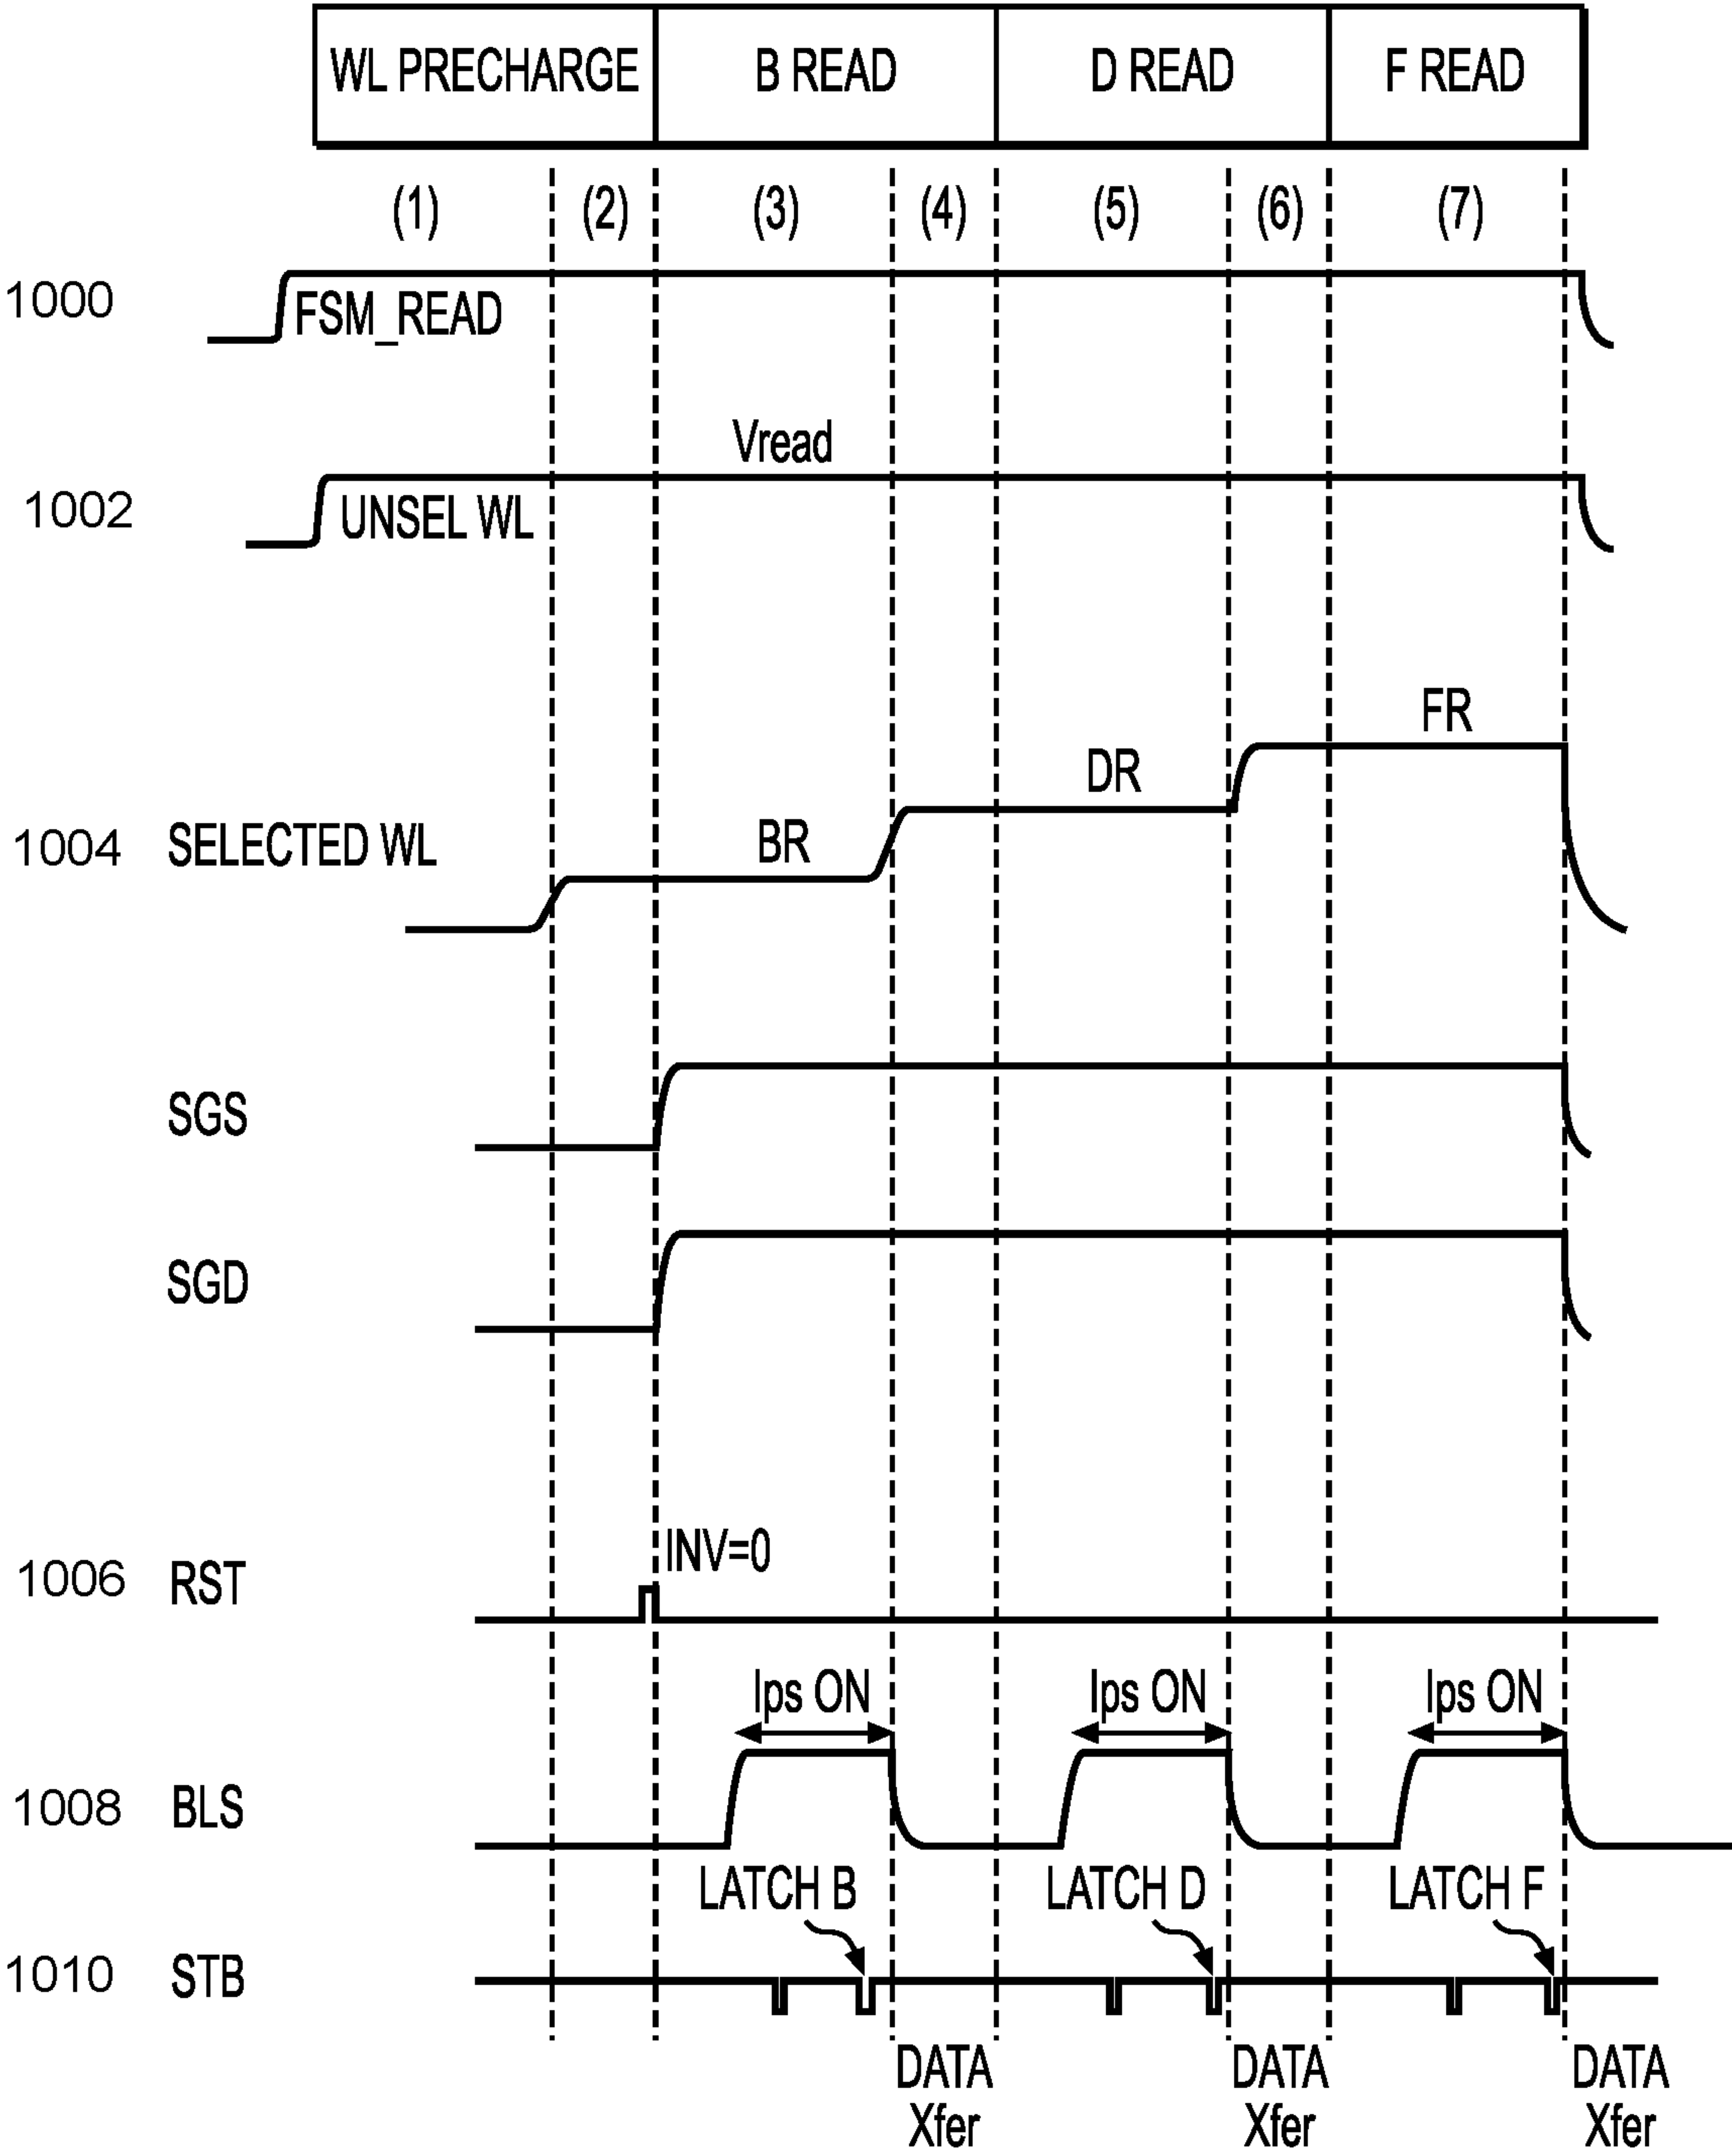 WL PRECHARGE B READ D READ F READ
(1) (2) (3) (4) (5) (6) (7)
1000 FSM_READ
Vread
1002 UNSEL WL
FR
DR
BR
1004 SELECTED WL
SGS
SGD
INV=0
1006 RST
Ips ON Ips ON Ips ON
1008 BLS
LATCH B LATCH D LATCH F
1010 STB
DATA DATA DATA
Xfer Xfer Xfer